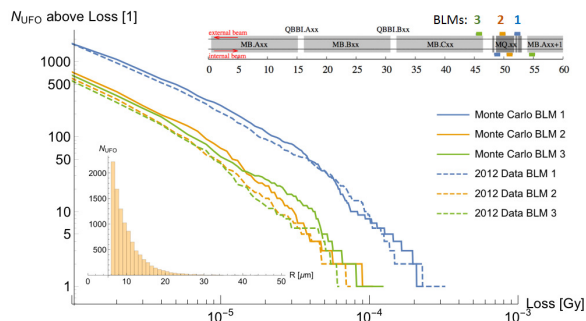 N_UFO above Loss [1]
BLMs: 3 2 1
QBBI.Axx QBBI.Bxx
external beam
MB.Axx MB.Bxx MB.Cxx MQ.xx MB.Axx+1
internal beam
0 5 10 15 20 25 30 35 40 45 50 55 60
1000
500
100
50
10
5
1
Monte Carlo BLM 1
Monte Carlo BLM 2
Monte Carlo BLM 3
2012 Data BLM 1
2012 Data BLM 2
2012 Data BLM 3
N_UFO
2000
1500
1000
500
0
0 10 20 30 40 50
R [μm]
10⁻⁵ 10⁻⁴ 10⁻³
Loss [Gy]